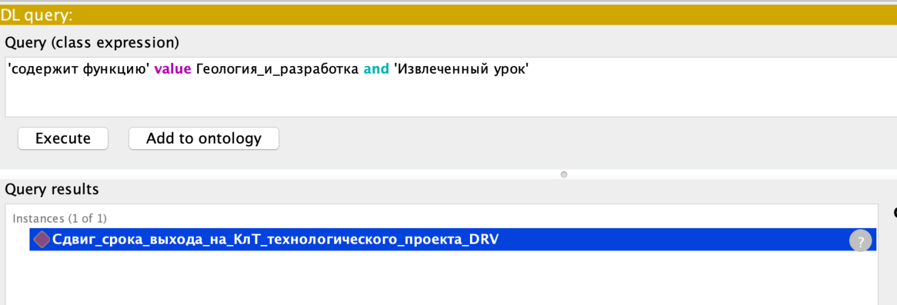 DL query:
Query (class expression)
'содержит функцию' value Геология_и_разработка and 'Извлеченный урок'
Execute Add to ontology
Query results
Instances (1 of 1)
Сдвиг_срока_выхода_на_КлТ_технологического_проекта_DRV ?